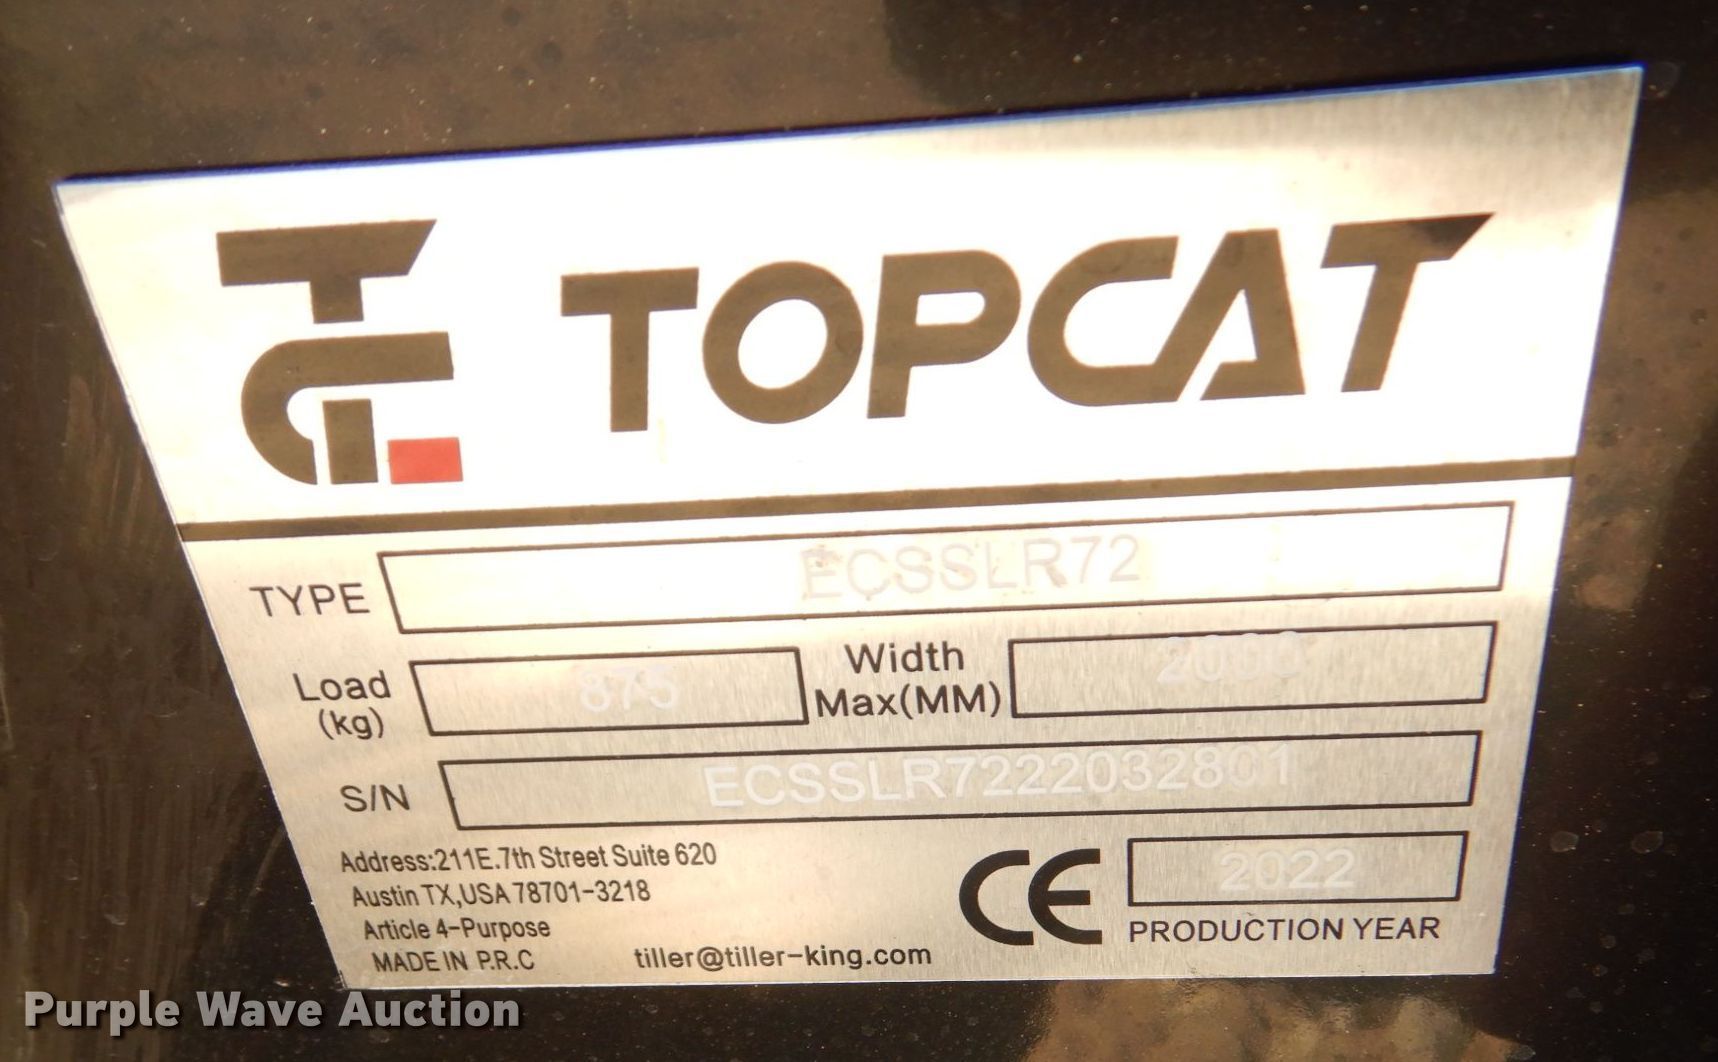 TC TOPCAT
TYPE ECSSLR72
Load (kg) 875 Width Max(MM) 2000
S/N ECSSLR7222032801
Address:211E.7th Street Suite 620
Austin TX,USA 78701-3218
Article 4-Purpose
MADE IN P.R.C tiller@tiller-king.com
CE 2022
PRODUCTION YEAR
Purple Wave Auction